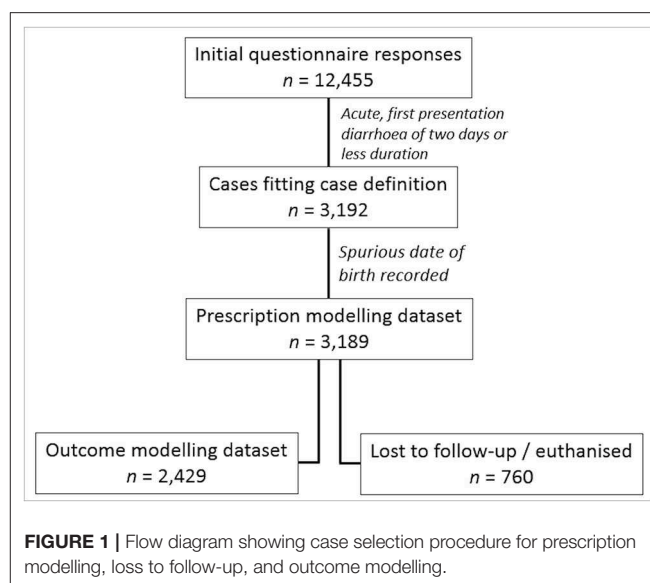 Initial questionnaire responses
n = 12,455
Acute, first presentation
diarrhoea of two days or
less duration
Cases fitting case definition
n = 3,192
Spurious date of
birth recorded
Prescription modelling dataset
n = 3,189
Outcome modelling dataset
n = 2,429
Lost to follow-up / euthanised
n = 760
FIGURE 1 | Flow diagram showing case selection procedure for prescription
modelling, loss to follow-up, and outcome modelling.